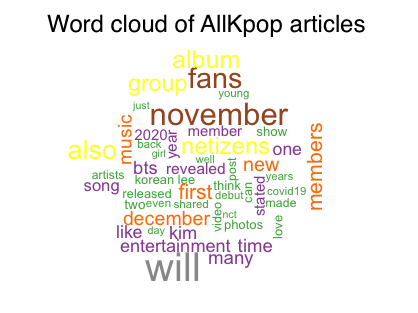 Word cloud of AllKpop articles
album
group fans
young
just
november
music
2020
year
member
show
back
girl
netizens
also
well
one
bts
revealed
post
new
members
artists
korean
lee
years
song
released
first
think
can
stated
covid19
two
even
shared
debut
made
december
video
nct
photos
love
like
day
kim
entertainment
time
many
will